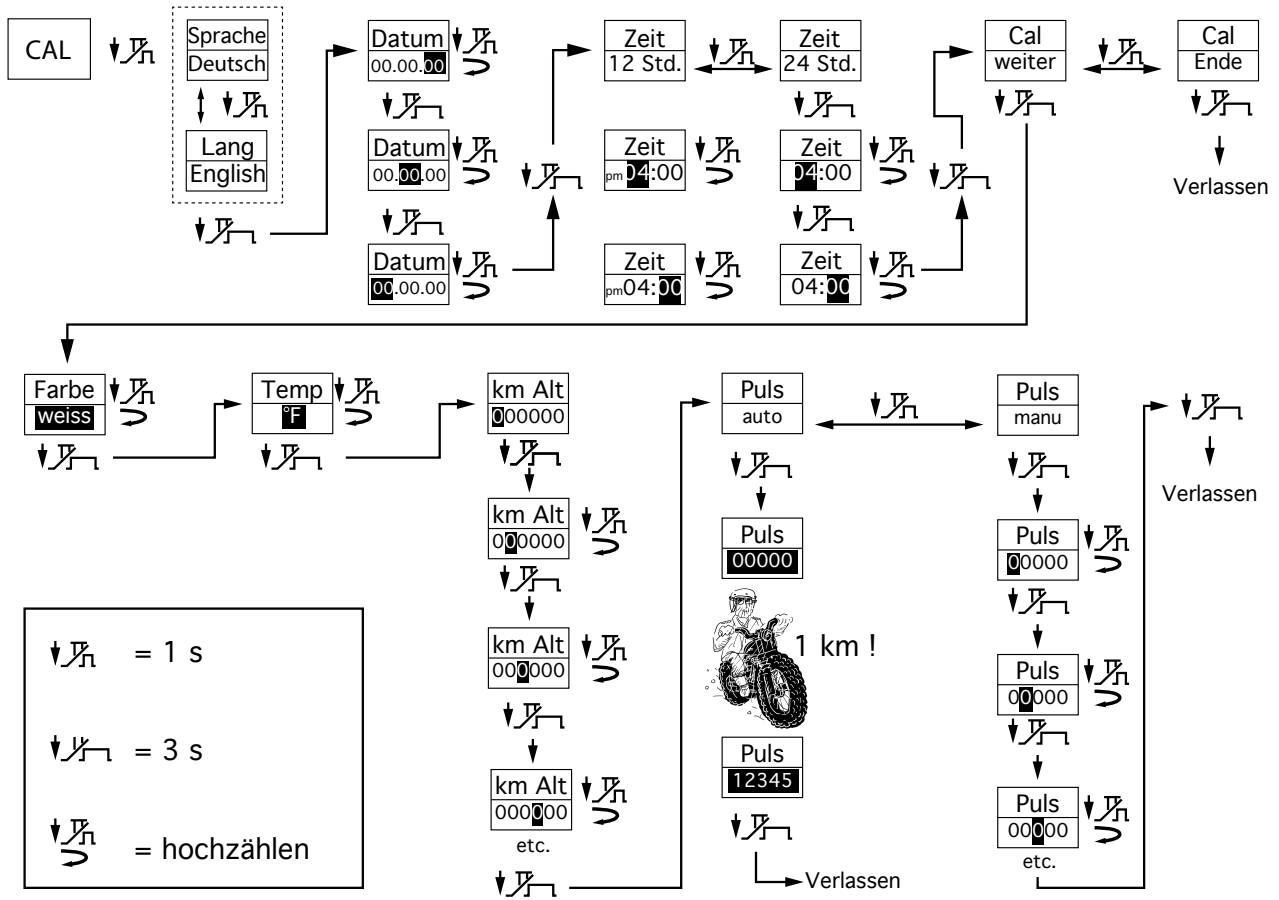 CAL
Sprache
Deutsch
Lang
English
Datum
00.00.00
Datum
00.00.00
Datum
00.00.00
Zeit
12 Std.
Zeit
24 Std.
Zeit
pm04:00
Zeit
04:00
Zeit
pm04:00
Zeit
04:00
Cal
weiter
Cal
Ende
Verlassen
Farbe
weiss
Temp
°F
km Alt
000000
km Alt
000000
km Alt
000000
km Alt
000000
etc.
Puls
auto
Puls
00000
1 km !
Puls
12345
Verlassen
Puls
manu
Puls
00000
Puls
00000
Puls
00000
etc.
Verlassen
= 1 s
= 3 s
= hochzählen